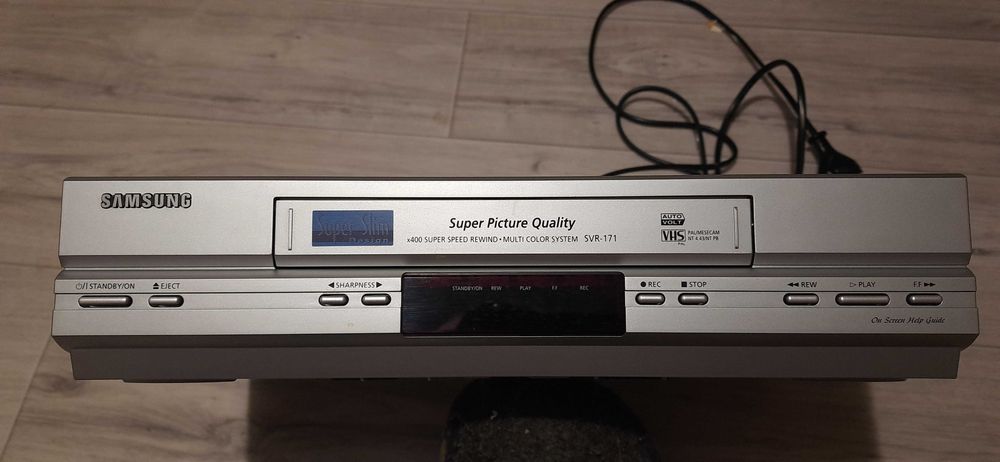 SAMSUNG
Super Slim
Design
Super Picture Quality
x400 SUPER SPEED REWIND • MULTI COLOR SYSTEM SVR-171
AUTO
VOLT
VHS
PAL
PAL/MESECAM
NT 4.43/NT PB
⏻/I STANDBY/ON
⏏ EJECT
◀ SHARPNESS ▶
STANDBY/ON REW PLAY F.F REC
● REC
■ STOP
◀◀ REW
▷ PLAY
F.F ▶▶
On Screen Help Guide